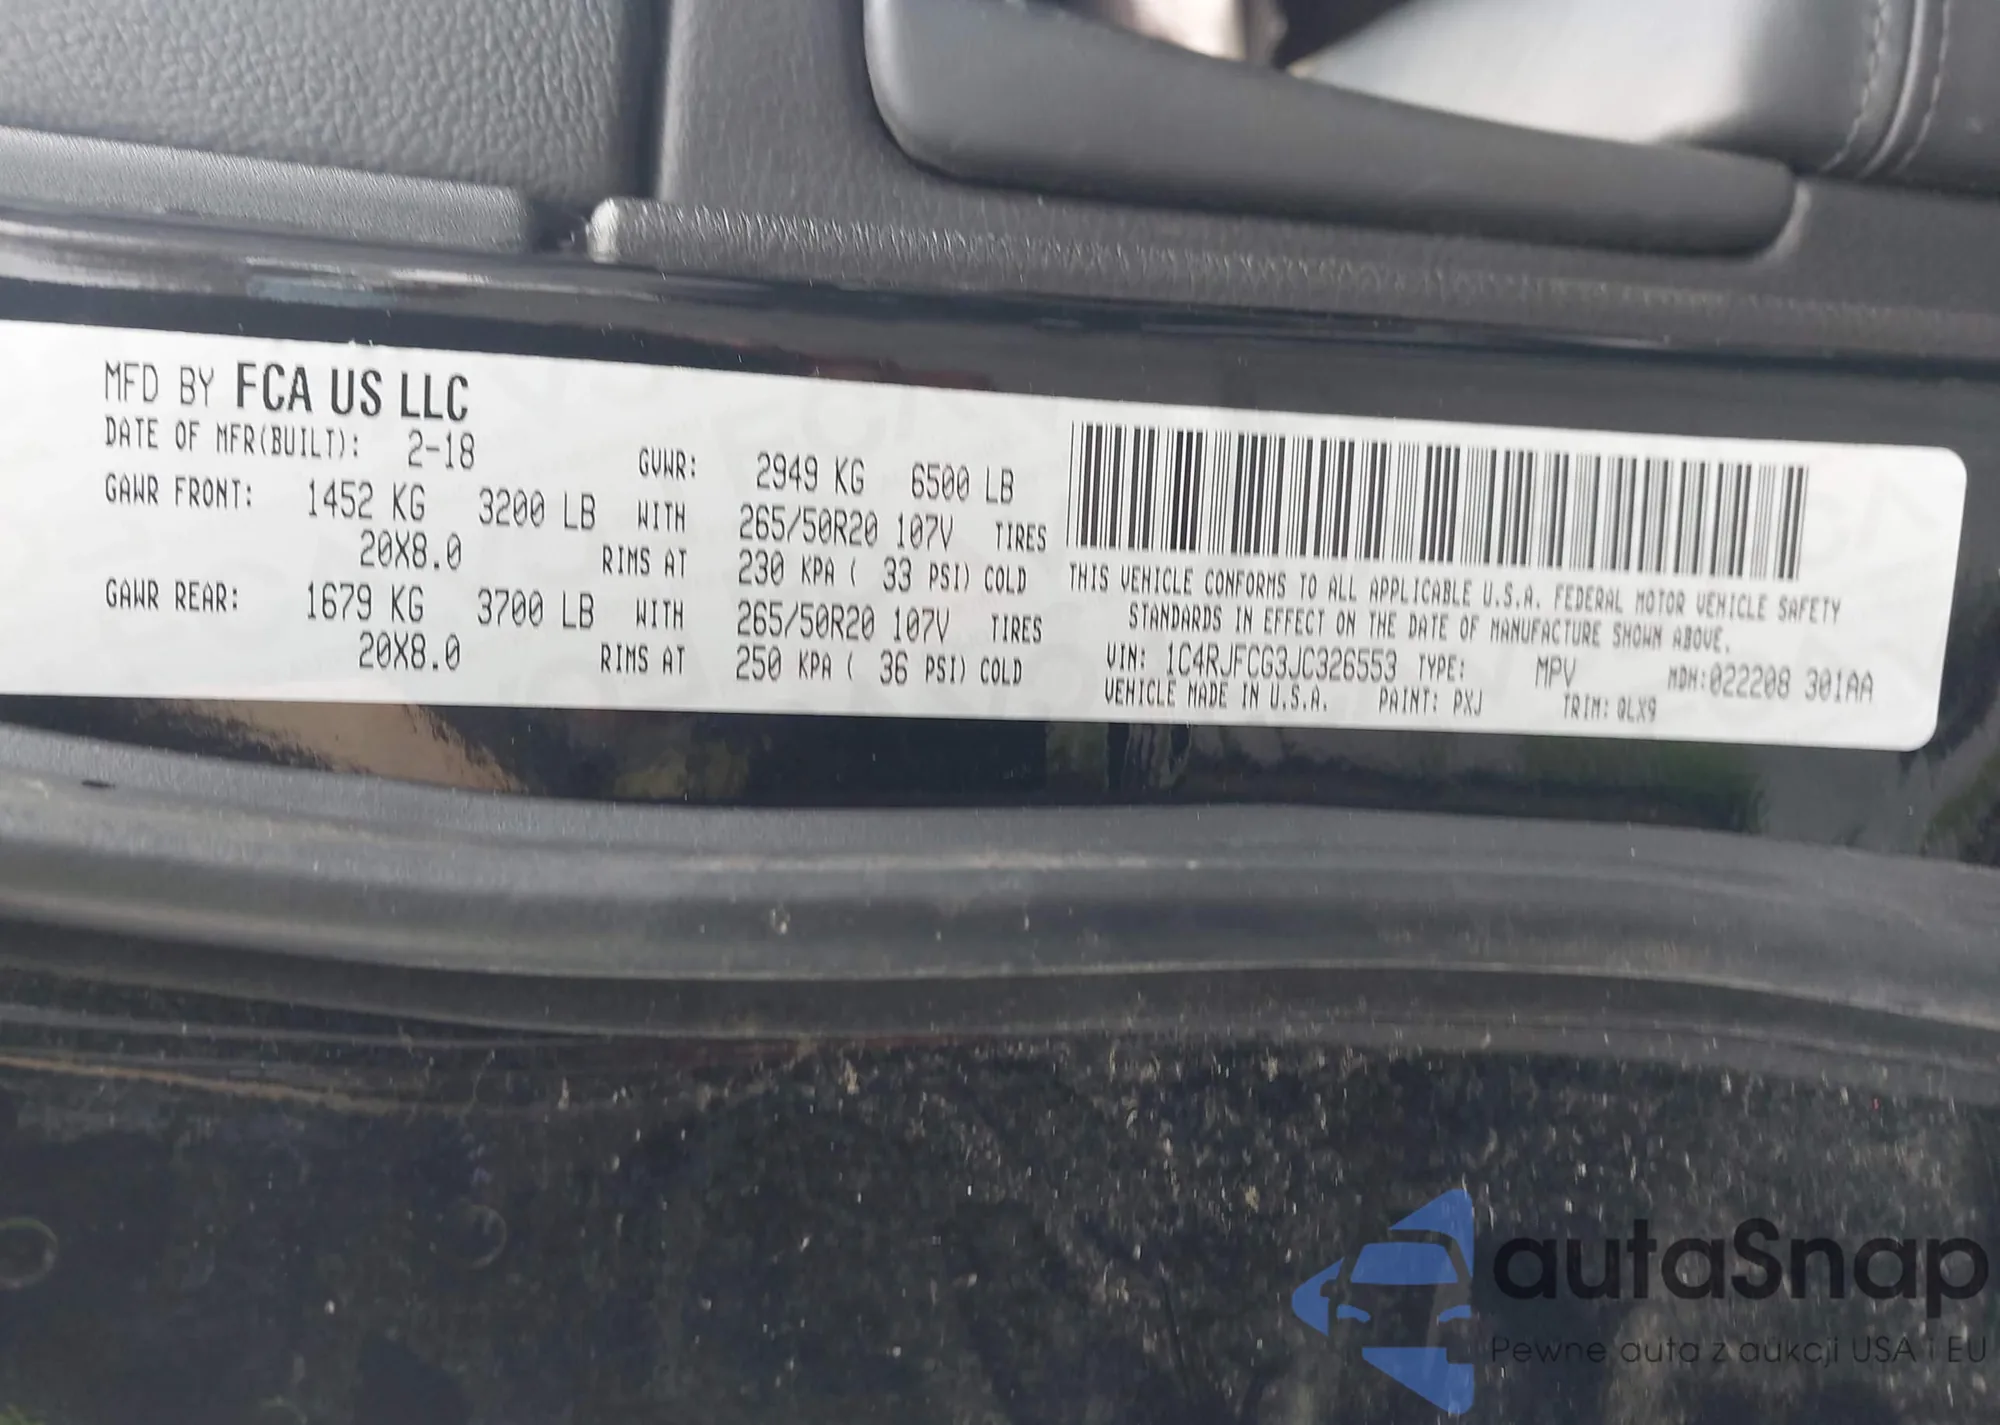 MFD BY FCA US LLC
DATE OF MFR(BUILT): 2-18 GVWR: 2949 KG 6500 LB
GAWR FRONT: 1452 KG 3200 LB WITH 265/50R20 107V TIRES
20X8.0 RIMS AT 230 KPA ( 33 PSI) COLD
GAWR REAR: 1679 KG 3700 LB WITH 265/50R20 107V TIRES
20X8.0 RIMS AT 250 KPA ( 36 PSI) COLD
THIS VEHICLE CONFORMS TO ALL APPLICABLE U.S.A. FEDERAL MOTOR VEHICLE SAFETY
STANDARDS IN EFFECT ON THE DATE OF MANUFACTURE SHOWN ABOVE.
VIN: 1C4RJFCG3JC326553 TYPE: MPV MDH:022208 301AA
VEHICLE MADE IN U.S.A. PAINT: PXJ TRIM: QLX9
autaSnap
Pewne auta z aukcji USA i EU